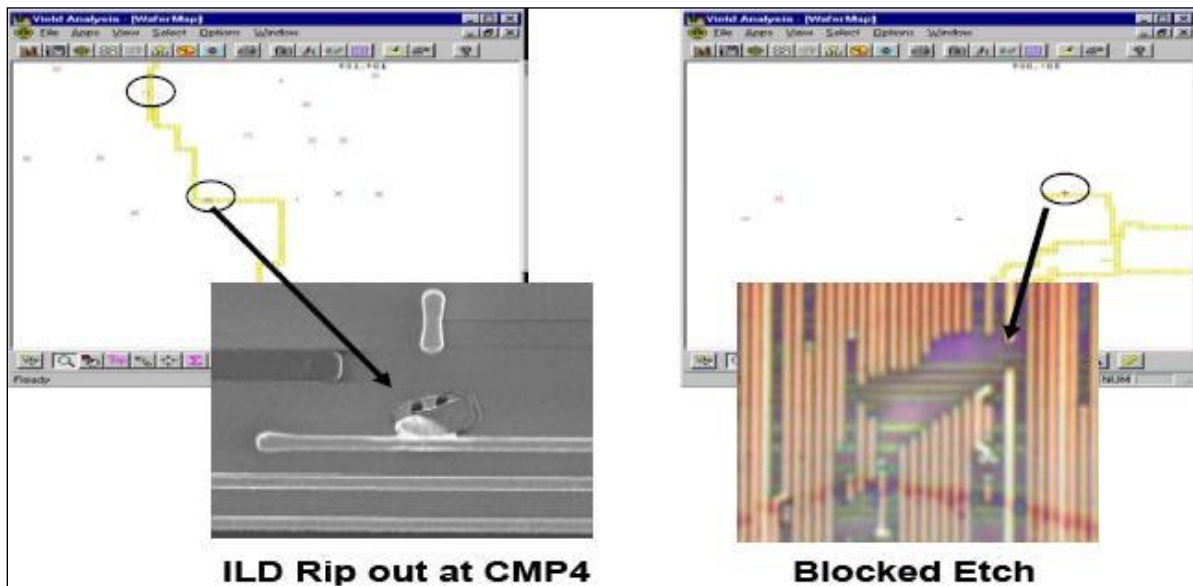 Yield Analysis - [WaferMap]
File Apps View Select Options Window
Ready
ILD Rip out at CMP4
Yield Analysis - [WaferMap]
File Apps View Select Options Window
NUM
Blocked Etch